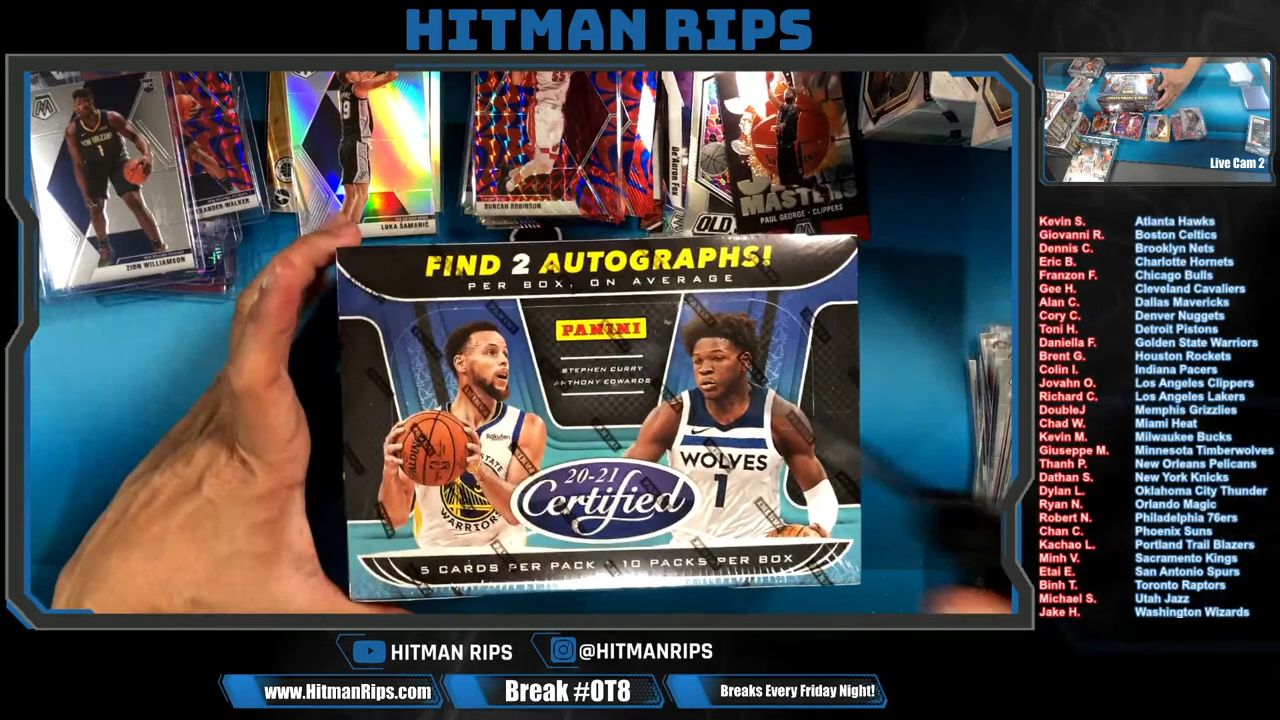 HITMAN RIPS
ZION WILLIAMSON
EXANDER-WALKER
LUKA SAMANIC
DUNCAN ROBINSON
De'Aaron Fox
MASTERS
PAUL GEORGE - CLIPPERS
FIND 2 AUTOGRAPHS!
PER BOX, ON AVERAGE
PANINI
STEPHEN CURRY
ANTHONY EDWARDS
Rakuten
SPALDING
STATE
WARRIORS
WOLVES
1
20-21
Certified
5 CARDS PER PACK 10 PACKS PER BOX
Live Cam 2
Kevin S. Atlanta Hawks
Giovanni R. Boston Celtics
Dennis C. Brooklyn Nets
Eric B. Charlotte Hornets
Franzon F. Chicago Bulls
Gee H. Cleveland Cavaliers
Alan C. Dallas Mavericks
Cory C. Denver Nuggets
Toni H. Detroit Pistons
Daniella F. Golden State Warriors
Brent G. Houston Rockets
Colin I. Indiana Pacers
Jovahn O. Los Angeles Clippers
Richard C. Los Angeles Lakers
DoubleJ Memphis Grizzlies
Chad W. Miami Heat
Kevin M. Milwaukee Bucks
Giuseppe M. Minnesota Timberwolves
Thanh P. New Orleans Pelicans
Dathan S. New York Knicks
Dylan L. Oklahoma City Thunder
Ryan N. Orlando Magic
Robert N. Philadelphia 76ers
Chan C. Phoenix Suns
Kachao L. Portland Trail Blazers
Minh V. Sacramento Kings
Etai E. San Antonio Spurs
Binh T. Toronto Raptors
Michael S. Utah Jazz
Jake H. Washington Wizards
HITMAN RIPS @HITMANRIPS
www.HitmanRips.com Break #OT8 Breaks Every Friday Night!